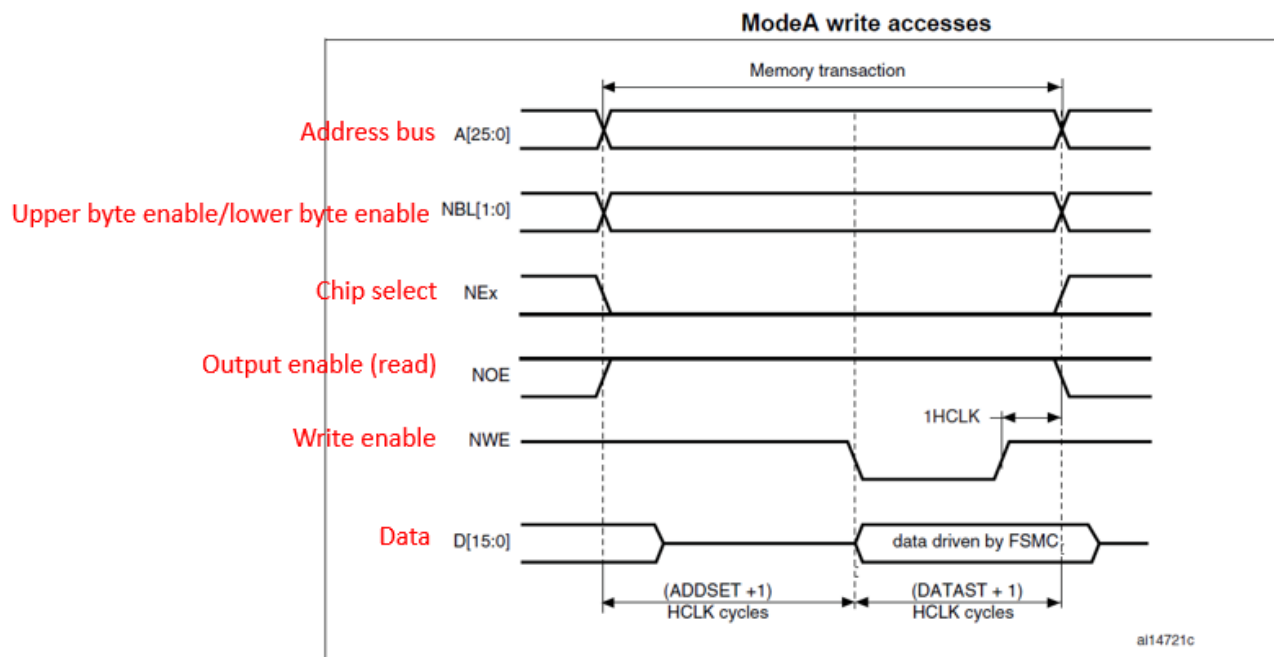 ModeA write accesses
Memory transaction
Address bus A[25:0]
Upper byte enable/lower byte enable NBL[1:0]
Chip select NEx
Output enable (read) NOE
1HCLK
Write enable NWE
Data D[15:0] data driven by FSMC
(ADDSET +1) (DATAST + 1)
HCLK cycles HCLK cycles
ai14721c